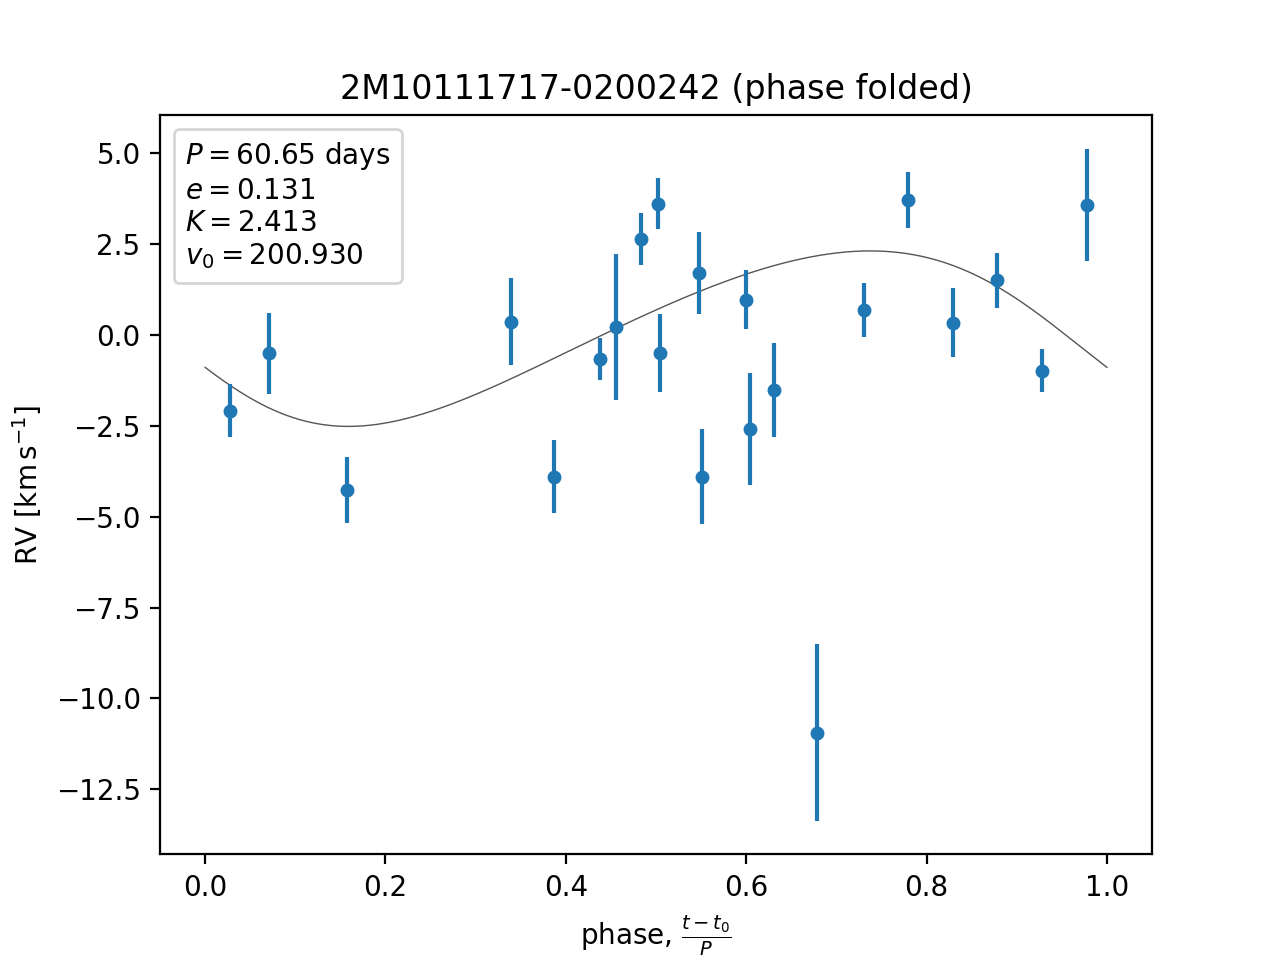 2M10111717-0200242 (phase folded)
P = 60.65 days
e = 0.131
K = 2.413
v₀ = 200.930
5.0
2.5
0.0
−2.5
−5.0
−7.5
−10.0
−12.5
RV [km s⁻¹]
0.0 0.2 0.4 0.6 0.8 1.0
phase, (t − t₀)/P